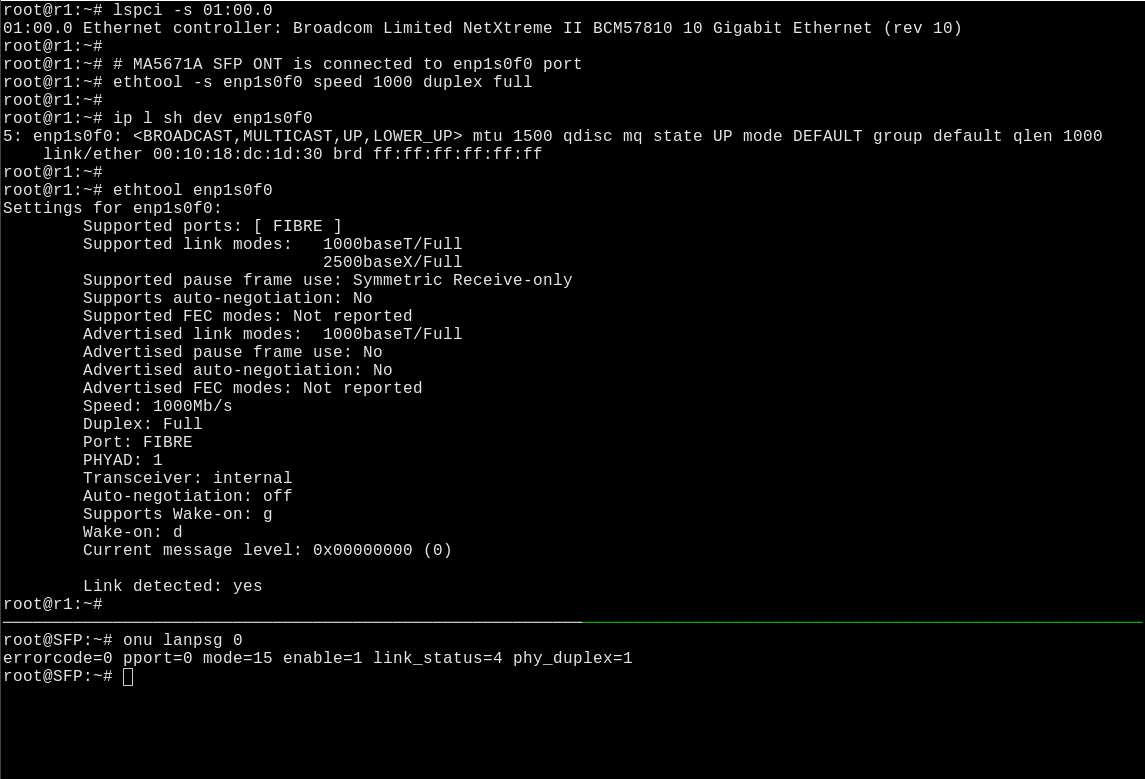 root@r1:~# lspci -s 01:00.0
01:00.0 Ethernet controller: Broadcom Limited NetXtreme II BCM57810 10 Gigabit Ethernet (rev 10)
root@r1:~#
root@r1:~# # MA5671A SFP ONT is connected to enp1s0f0 port
root@r1:~# ethtool -s enp1s0f0 speed 1000 duplex full
root@r1:~#
root@r1:~# ip l sh dev enp1s0f0
5: enp1s0f0: <BROADCAST,MULTICAST,UP,LOWER_UP> mtu 1500 qdisc mq state UP mode DEFAULT group default qlen 1000
    link/ether 00:10:18:dc:1d:30 brd ff:ff:ff:ff:ff:ff
root@r1:~#
root@r1:~# ethtool enp1s0f0
Settings for enp1s0f0:
        Supported ports: [ FIBRE ]
        Supported link modes:   1000baseT/Full
                                2500baseX/Full
        Supported pause frame use: Symmetric Receive-only
        Supports auto-negotiation: No
        Supported FEC modes: Not reported
        Advertised link modes:  1000baseT/Full
        Advertised pause frame use: No
        Advertised auto-negotiation: No
        Advertised FEC modes: Not reported
        Speed: 1000Mb/s
        Duplex: Full
        Port: FIBRE
        PHYAD: 1
        Transceiver: internal
        Auto-negotiation: off
        Supports Wake-on: g
        Wake-on: d
        Current message level: 0x00000000 (0)

        Link detected: yes
root@r1:~#
root@SFP:~# onu lanpsg 0
errorcode=0 pport=0 mode=15 enable=1 link_status=4 phy_duplex=1
root@SFP:~#